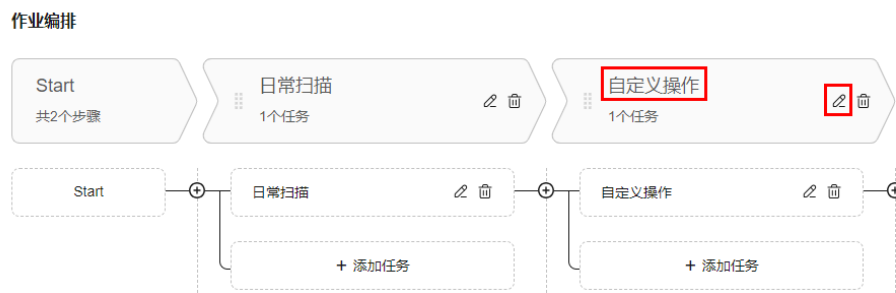 作业编排
Start
共2个步骤
日常扫描
1个任务
自定义操作
1个任务
Start
日常扫描
自定义操作
+ 添加任务
+ 添加任务